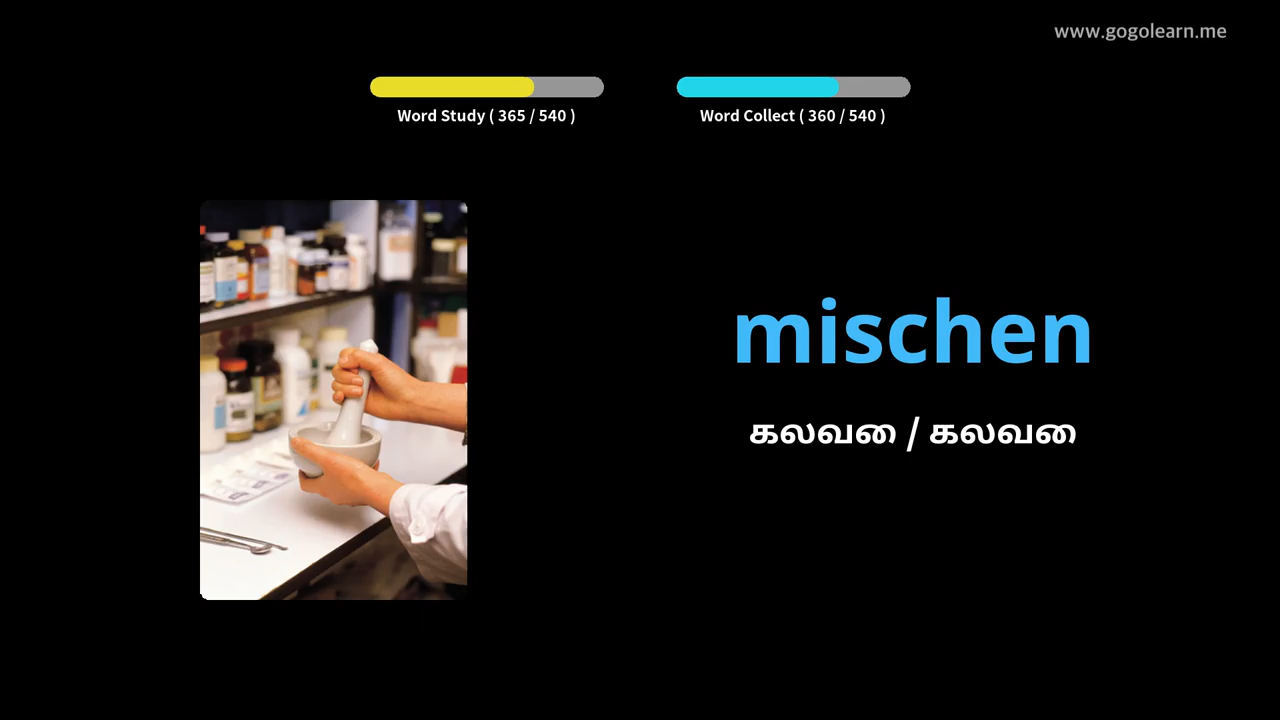 www.gogolearn.me
Word Study ( 365 / 540 )
Word Collect ( 360 / 540 )
mischen
கலவை / கலவை